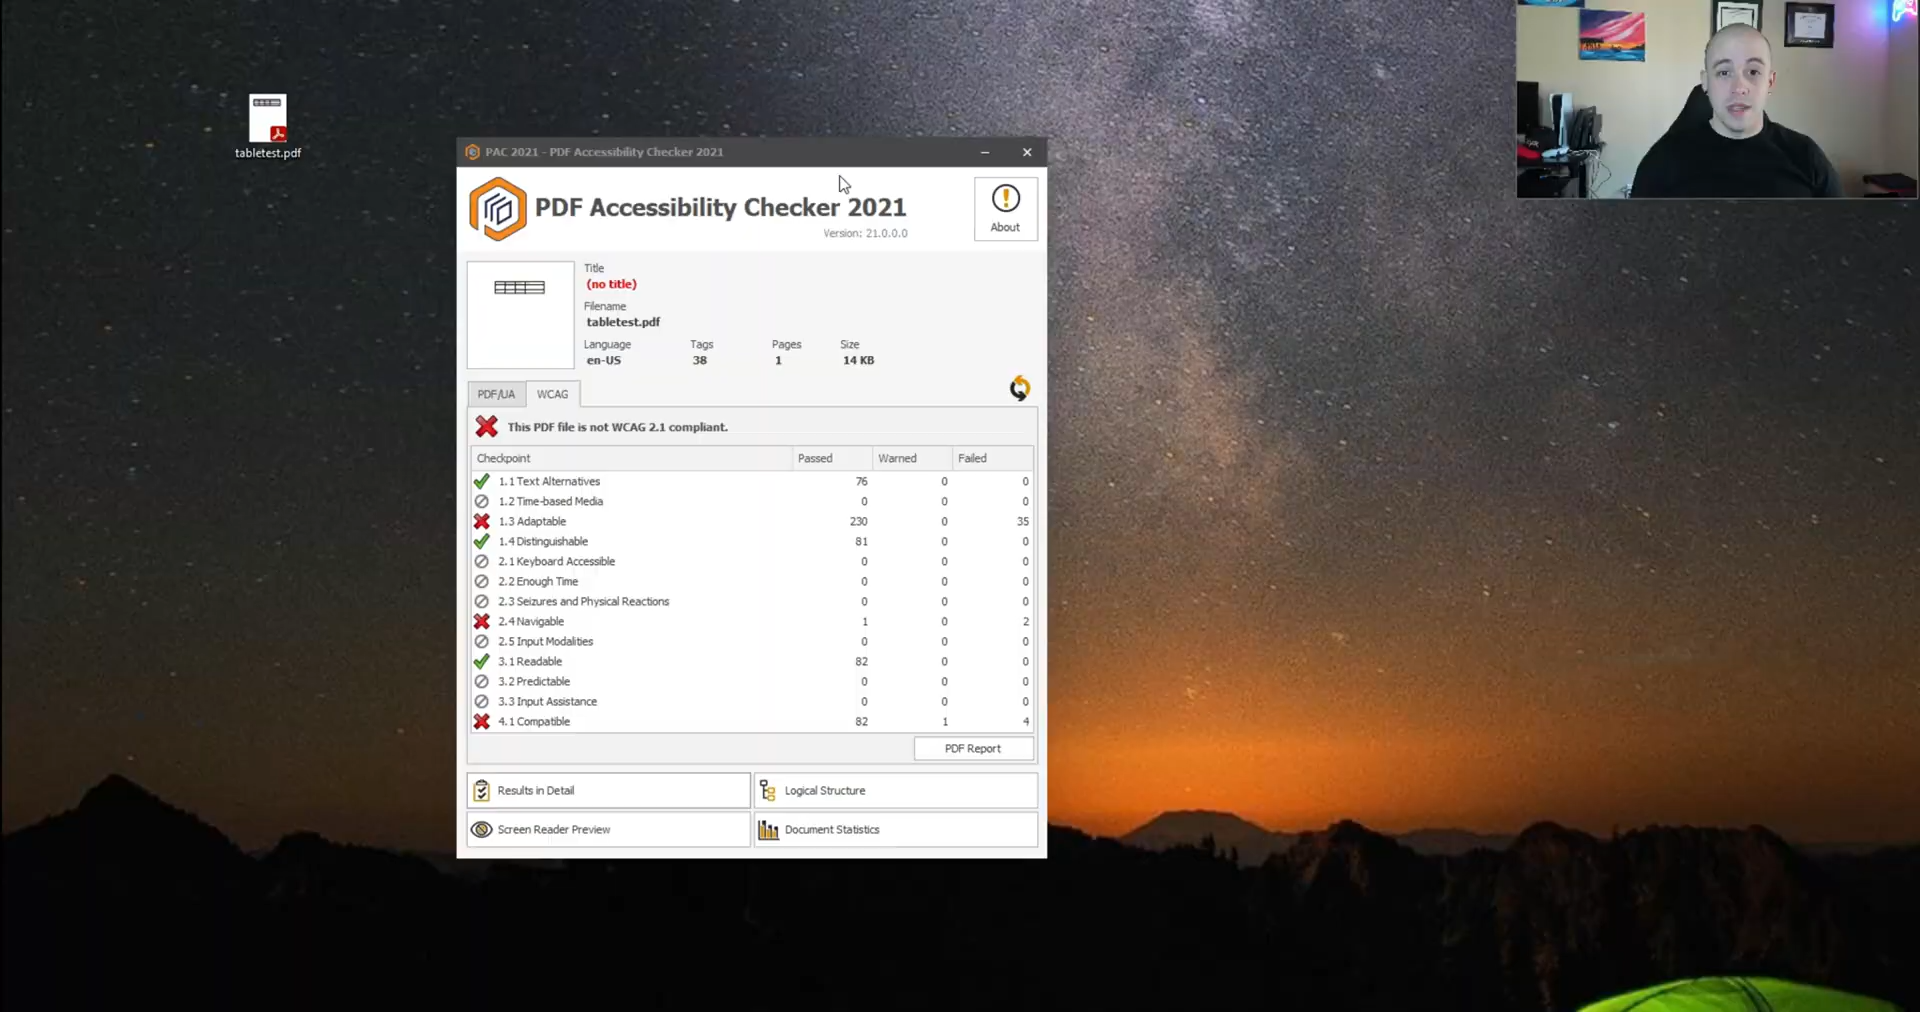 tabletest.pdf
PAC 2021 - PDF Accessibility Checker 2021
PDF Accessibility Checker 2021
Version: 21.0.0.0
About
Title
(no title)
Filename
tabletest.pdf
Language Tags Pages Size
en-US 38 1 14 KB
PDF/UA WCAG
This PDF file is not WCAG 2.1 compliant.
Checkpoint Passed Warned Failed
1.1 Text Alternatives 76 0 0
1.2 Time-based Media 0 0 0
1.3 Adaptable 230 0 35
1.4 Distinguishable 81 0 0
2.1 Keyboard Accessible 0 0 0
2.2 Enough Time 0 0 0
2.3 Seizures and Physical Reactions 0 0 0
2.4 Navigable 1 0 2
2.5 Input Modalities 0 0 0
3.1 Readable 82 0 0
3.2 Predictable 0 0 0
3.3 Input Assistance 0 0 0
4.1 Compatible 82 1 4
PDF Report
Results in Detail Logical Structure
Screen Reader Preview Document Statistics